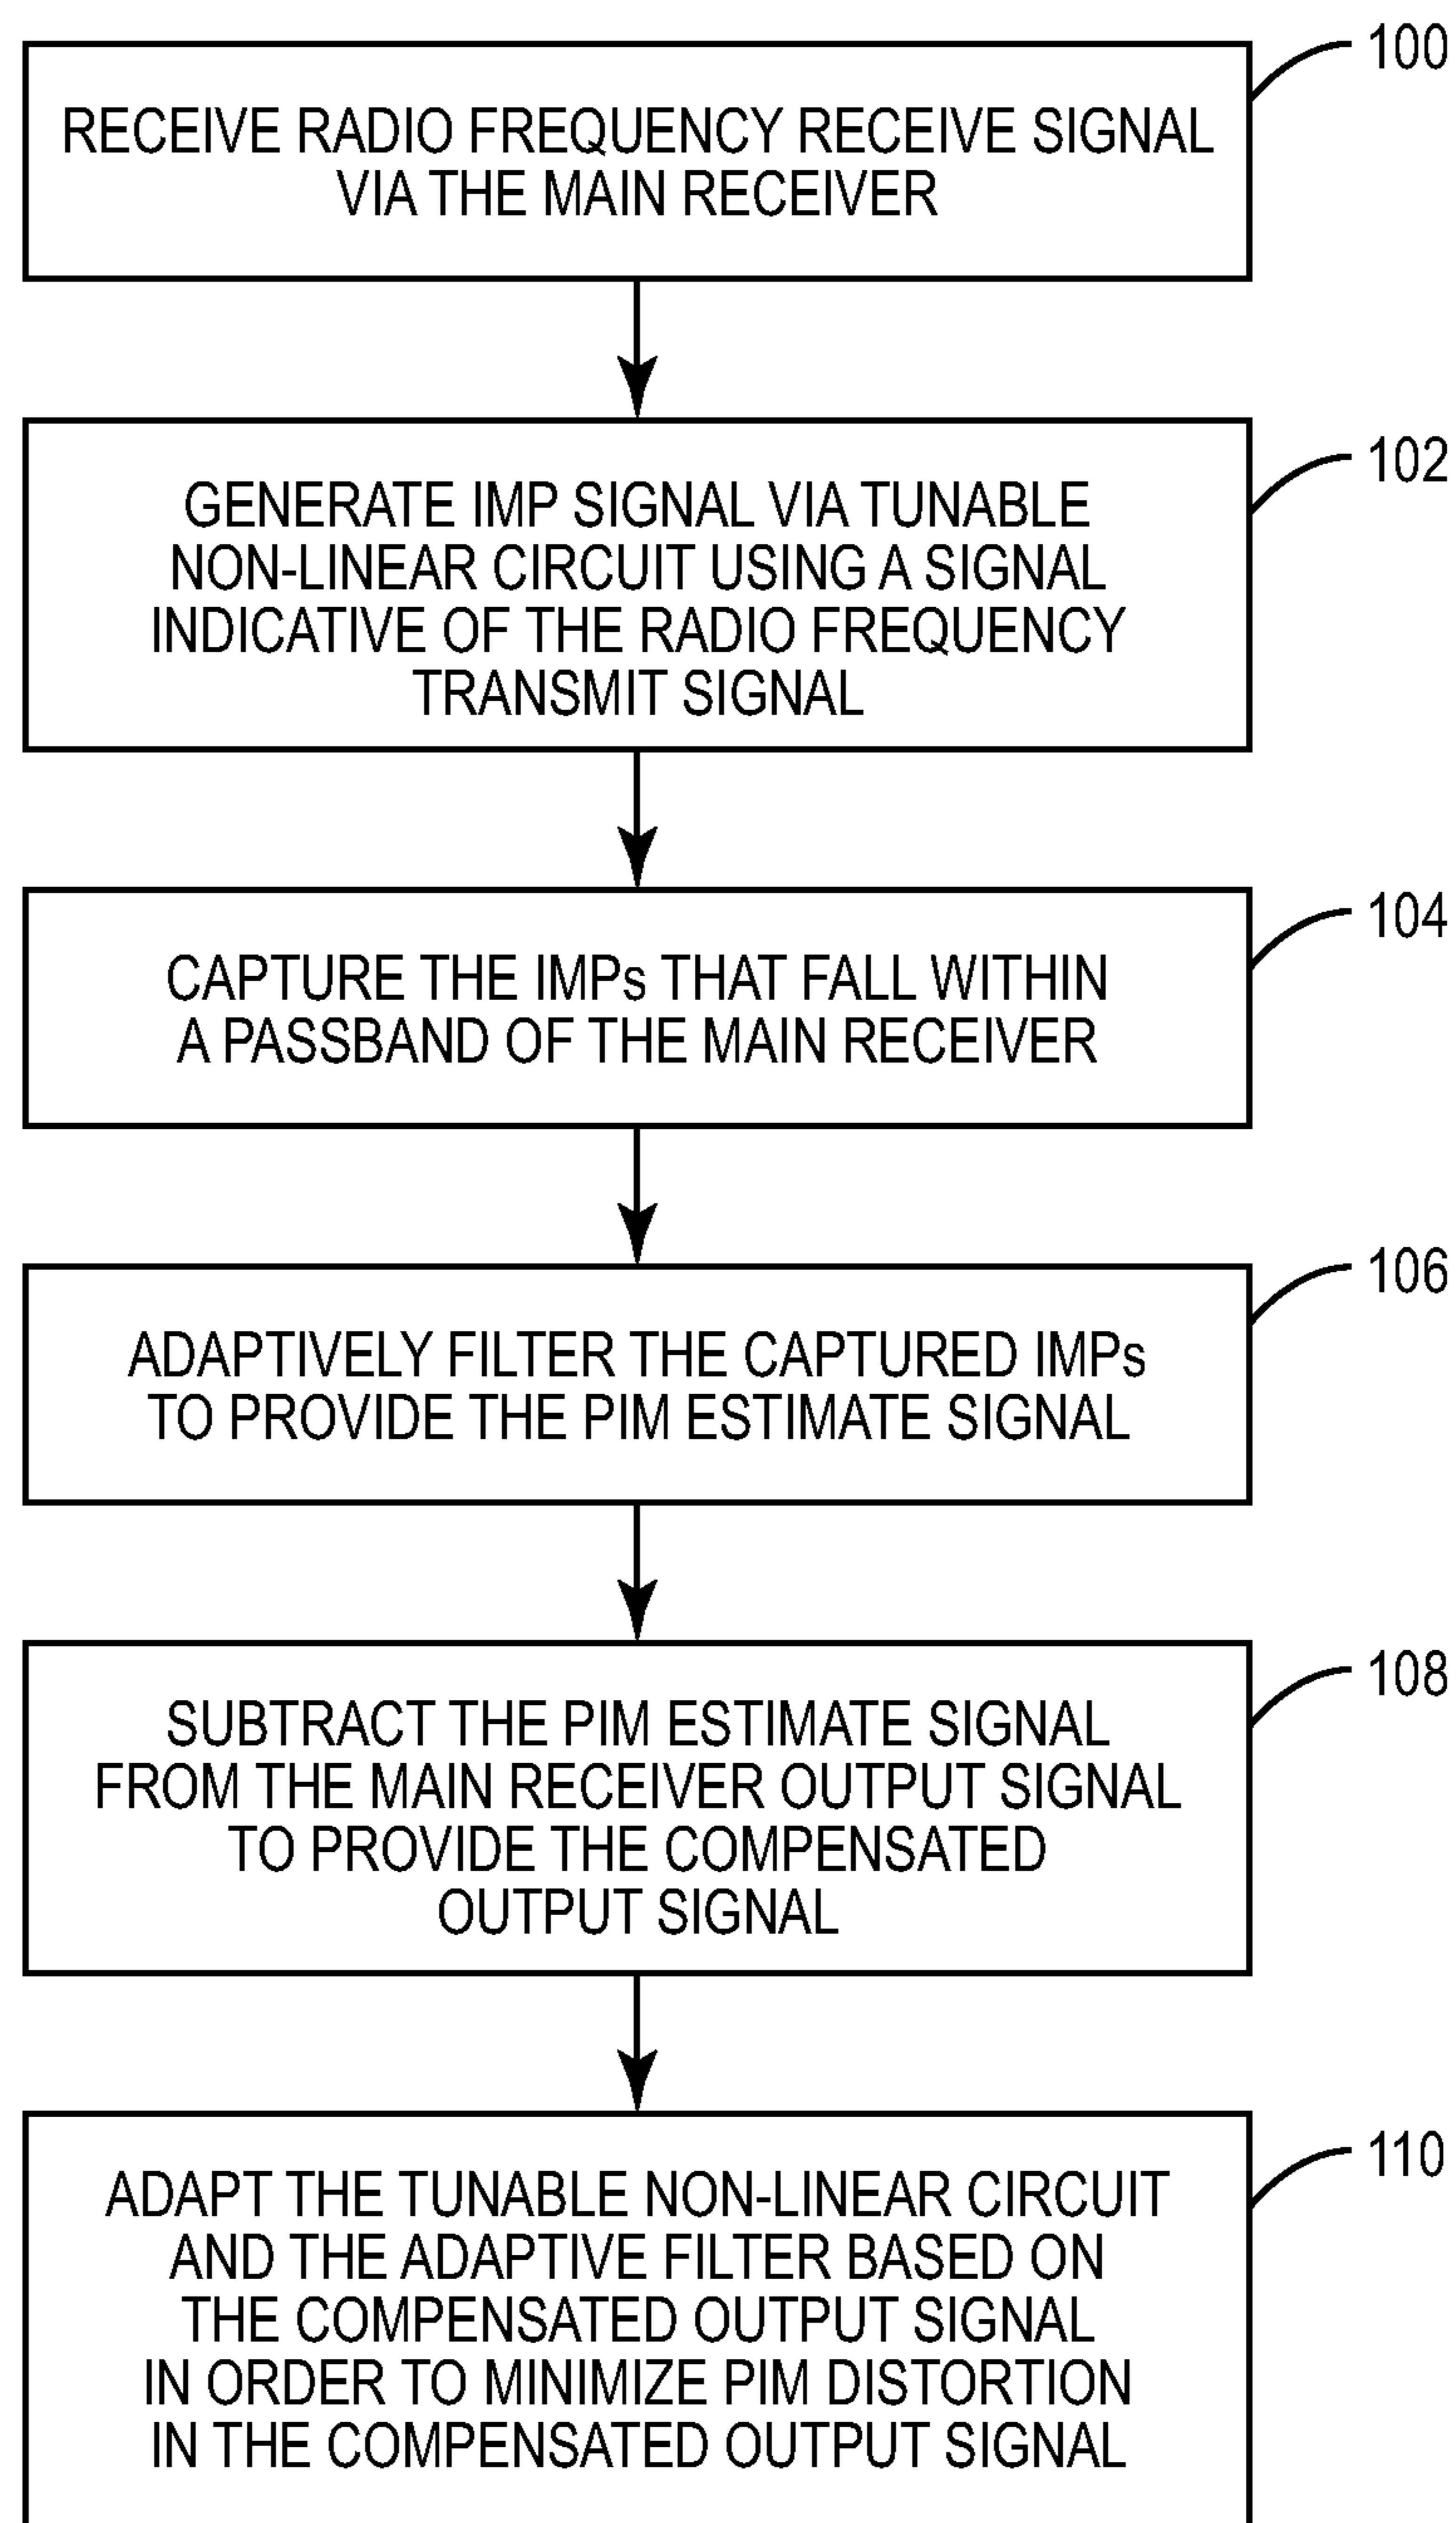 100
RECEIVE RADIO FREQUENCY RECEIVE SIGNAL
VIA THE MAIN RECEIVER
102
GENERATE IMP SIGNAL VIA TUNABLE
NON-LINEAR CIRCUIT USING A SIGNAL
INDICATIVE OF THE RADIO FREQUENCY
TRANSMIT SIGNAL
104
CAPTURE THE IMPs THAT FALL WITHIN
A PASSBAND OF THE MAIN RECEIVER
106
ADAPTIVELY FILTER THE CAPTURED IMPs
TO PROVIDE THE PIM ESTIMATE SIGNAL
108
SUBTRACT THE PIM ESTIMATE SIGNAL
FROM THE MAIN RECEIVER OUTPUT SIGNAL
TO PROVIDE THE COMPENSATED
OUTPUT SIGNAL
110
ADAPT THE TUNABLE NON-LINEAR CIRCUIT
AND THE ADAPTIVE FILTER BASED ON
THE COMPENSATED OUTPUT SIGNAL
IN ORDER TO MINIMIZE PIM DISTORTION
IN THE COMPENSATED OUTPUT SIGNAL